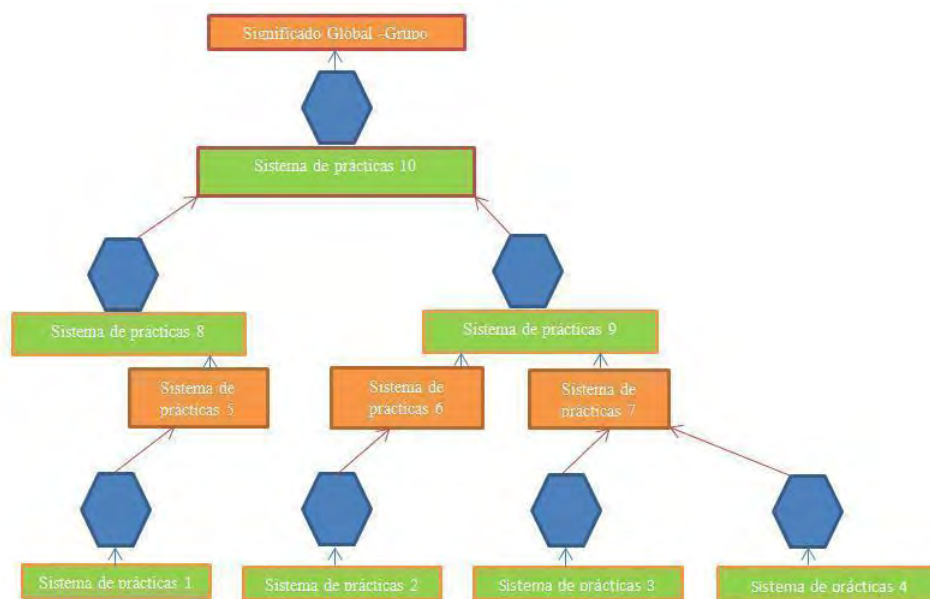 Significado Global -Grupo
Sistema de prácticas 10
Sistema de prácticas 8
Sistema de prácticas 9
Sistema de
prácticas 5
Sistema de
prácticas 6
Sistema de
prácticas 7
Sistema de prácticas 1
Sistema de prácticas 2
Sistema de prácticas 3
Sistema de prácticas 4